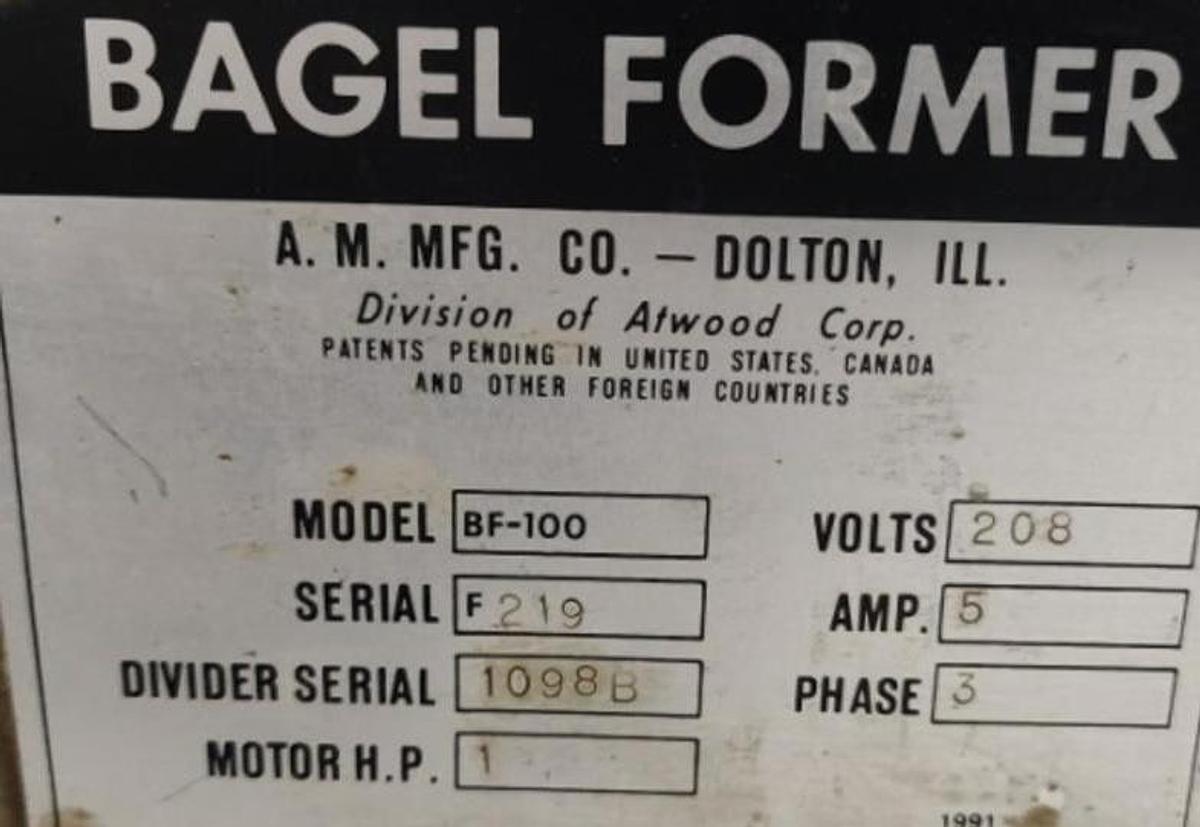 BAGEL FORMER
A. M. MFG. CO. — DOLTON, ILL.
Division of Atwood Corp.
PATENTS PENDING IN UNITED STATES, CANADA
AND OTHER FOREIGN COUNTRIES
MODEL BF-100 VOLTS 208
SERIAL F 219 AMP. 5
DIVIDER SERIAL 1098B PHASE 3
MOTOR H.P. 1
1991